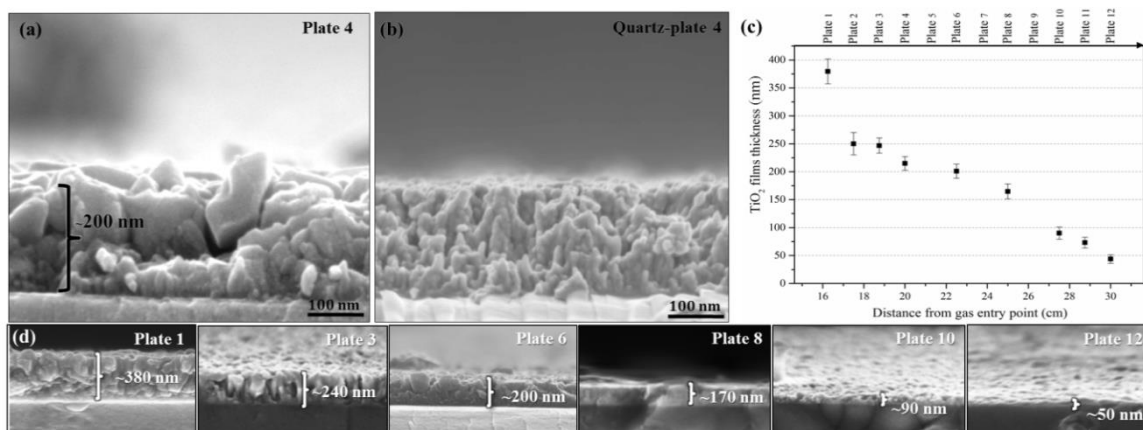 (a)
Plate 4
~200 nm
100 nm
(b)
Quartz-plate 4
100 nm
(c)
Plate 1
Plate 2
Plate 3
Plate 4
Plate 5
Plate 6
Plate 7
Plate 8
Plate 9
Plate 10
Plate 11
Plate 12
TiO₂ films thickness (nm)
400
350
300
250
200
150
100
50
0
16 18 20 22 24 26 28 30
Distance from gas entry point (cm)
(d)
Plate 1
~380 nm
Plate 3
~240 nm
Plate 6
~200 nm
Plate 8
~170 nm
Plate 10
~90 nm
Plate 12
~50 nm